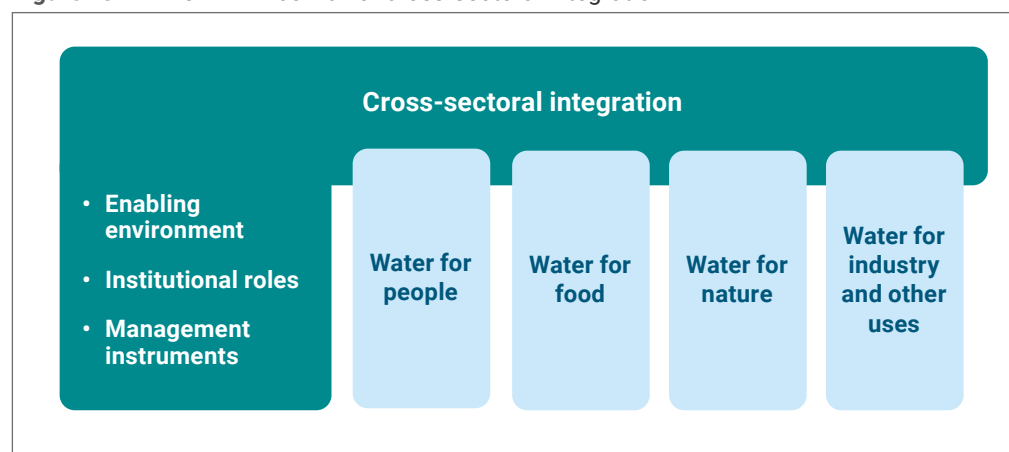 Cross-sectoral integration
• Enabling
environment
• Institutional roles
• Management
instruments
Water for
people
Water for
food
Water for
nature
Water for
industry
and other
uses